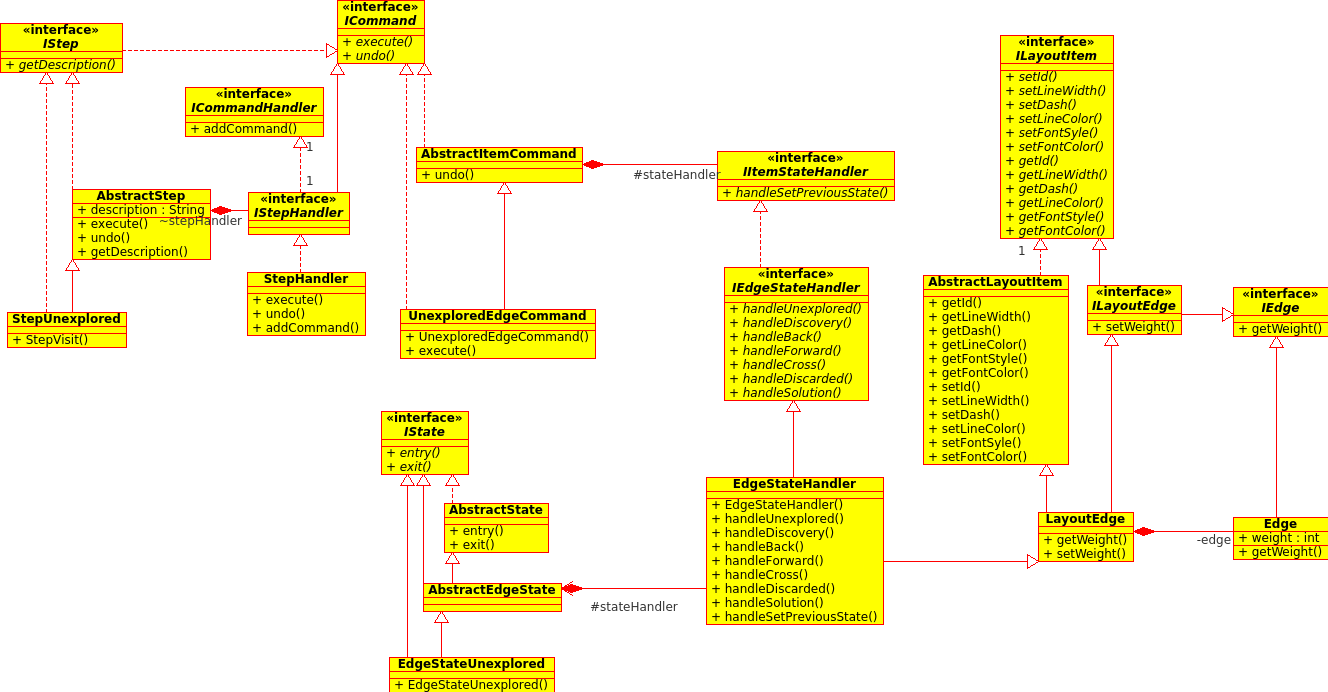 «interface»
IStep
+ getDescription()
«interface»
ICommand
+ execute()
+ undo()
«interface»
ICommandHandler
+ addCommand()
1
1
AbstractStep
+ description : String
+ execute()
+ undo()
+ getDescription()
~stepHandler
«interface»
IStepHandler
StepHandler
+ execute()
+ undo()
+ addCommand()
StepUnexplored
+ StepVisit()
AbstractItemCommand
+ undo()
#stateHandler
«interface»
IItemStateHandler
+ handleSetPreviousState()
UnexploredEdgeCommand
+ UnexploredEdgeCommand()
+ execute()
«interface»
IEdgeStateHandler
+ handleUnexplored()
+ handleDiscovery()
+ handleBack()
+ handleForward()
+ handleCross()
+ handleDiscarded()
+ handleSolution()
«interface»
ILayoutItem
+ setId()
+ setLineWidth()
+ setDash()
+ setLineColor()
+ setFontSyle()
+ setFontColor()
+ getId()
+ getLineWidth()
+ getDash()
+ getLineColor()
+ getFontStyle()
+ getFontColor()
1
AbstractLayoutItem
+ getId()
+ getLineWidth()
+ getDash()
+ getLineColor()
+ getFontStyle()
+ getFontColor()
+ setId()
+ setLineWidth()
+ setDash()
+ setLineColor()
+ setFontSyle()
+ setFontColor()
«interface»
ILayoutEdge
+ setWeight()
«interface»
IEdge
+ getWeight()
«interface»
IState
+ entry()
+ exit()
AbstractState
+ entry()
+ exit()
AbstractEdgeState
#stateHandler
EdgeStateUnexplored
+ EdgeStateUnexplored()
EdgeStateHandler
+ EdgeStateHandler()
+ handleUnexplored()
+ handleDiscovery()
+ handleBack()
+ handleForward()
+ handleCross()
+ handleDiscarded()
+ handleSolution()
+ handleSetPreviousState()
LayoutEdge
+ getWeight()
+ setWeight()
-edge
Edge
+ weight : int
+ getWeight()